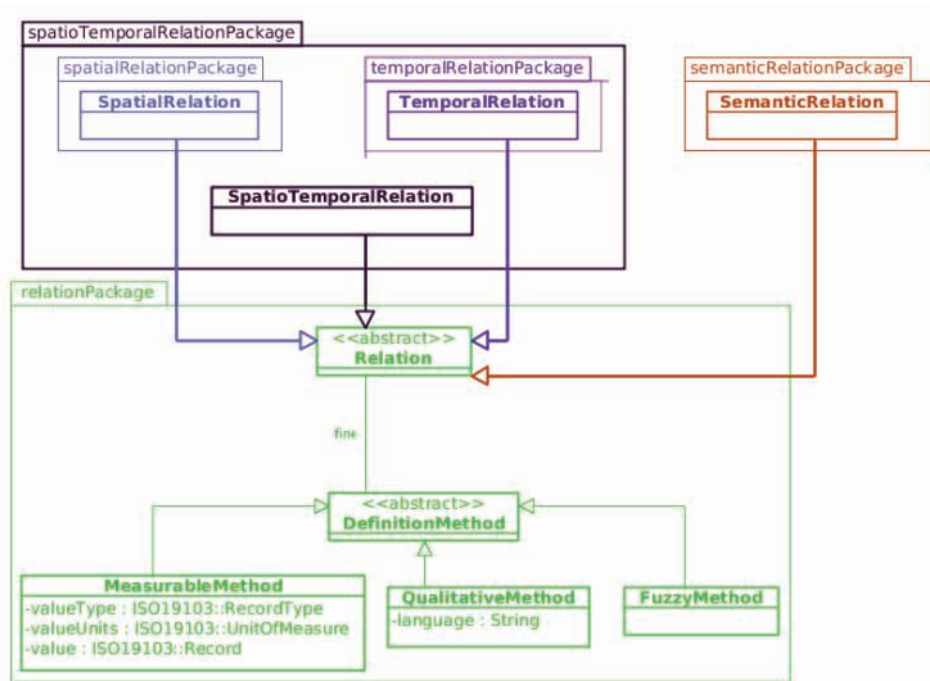 spatioTemporalRelationPackage
spatialRelationPackage
temporalRelationPackage
semanticRelationPackage
SpatialRelation
TemporalRelation
SemanticRelation
SpatioTemporalRelation
relationPackage
<<abstract>>
Relation
fine
<<abstract>>
DefinitionMethod
MeasurableMethod
-valueType : ISO19103::RecordType
-valueUnits : ISO19103::UnitOfMeasure
-value : ISO19103::Record
QualitativeMethod
-language : String
FuzzyMethod